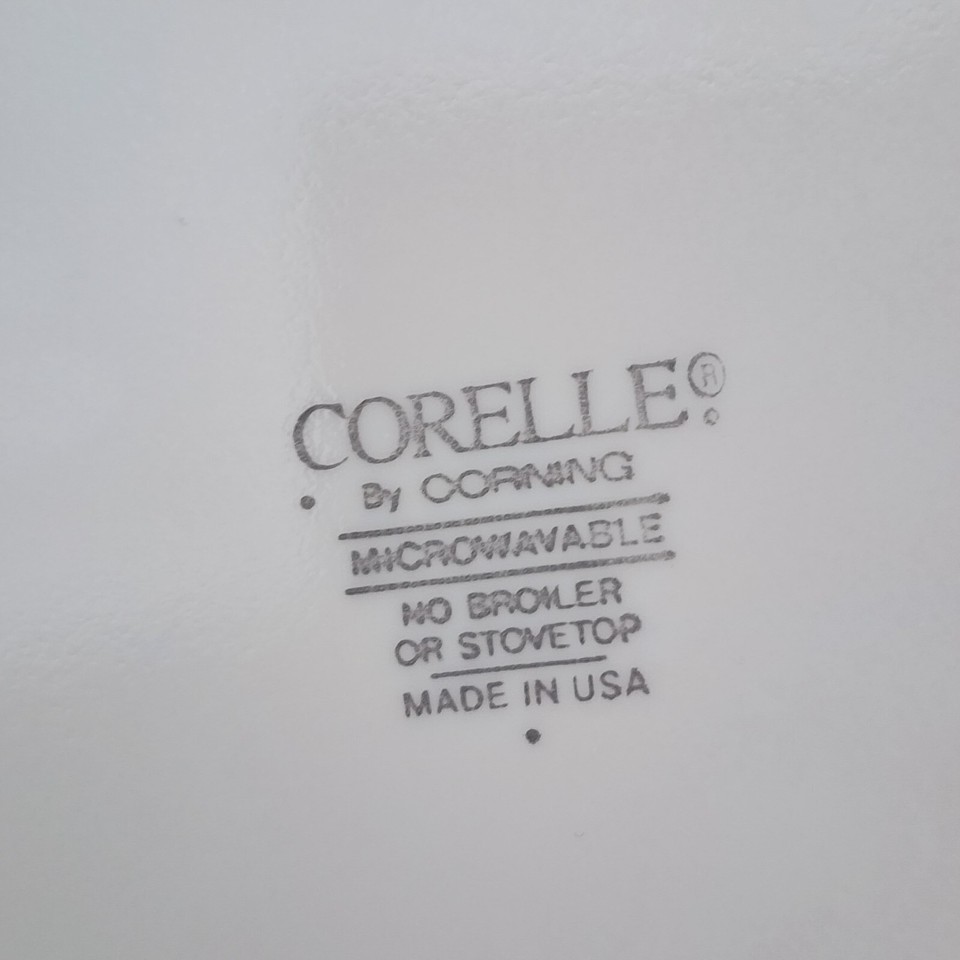 CORELLE®
By CORNING
MICROWAVABLE
NO BROILER
OR STOVETOP
MADE IN USA